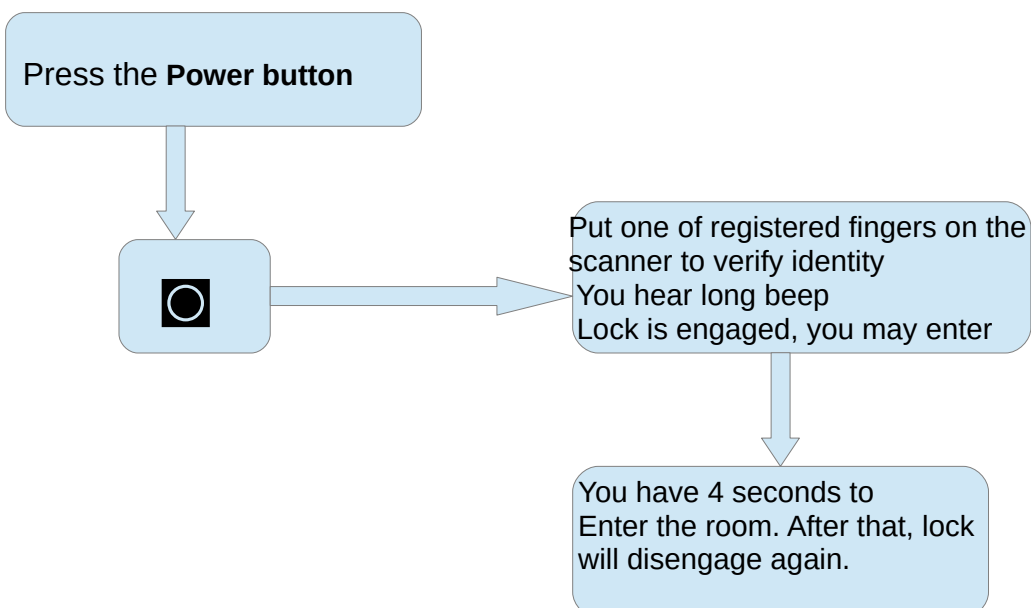 Press the Power button
Put one of registered fingers on the
scanner to verify identity
You hear long beep
Lock is engaged, you may enter
You have 4 seconds to
Enter the room. After that, lock
will disengage again.